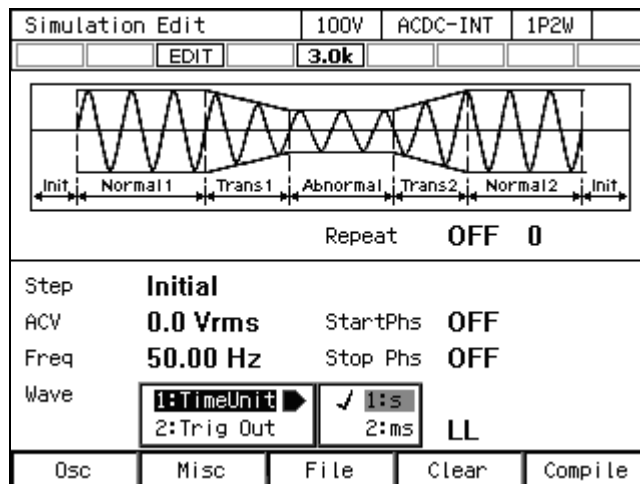 Simulation Edit 100V ACDC-INT 1P2W
EDIT 3.0k
Init Normal1 Trans1 Abnormal Trans2 Normal2 Init
Repeat OFF 0
Step Initial
ACV 0.0 Vrms StartPhs OFF
Freq 50.00 Hz Stop Phs OFF
Wave 1:TimeUnit 1:s
2:Trig Out 2:ms LL
Osc Misc File Clear Compile